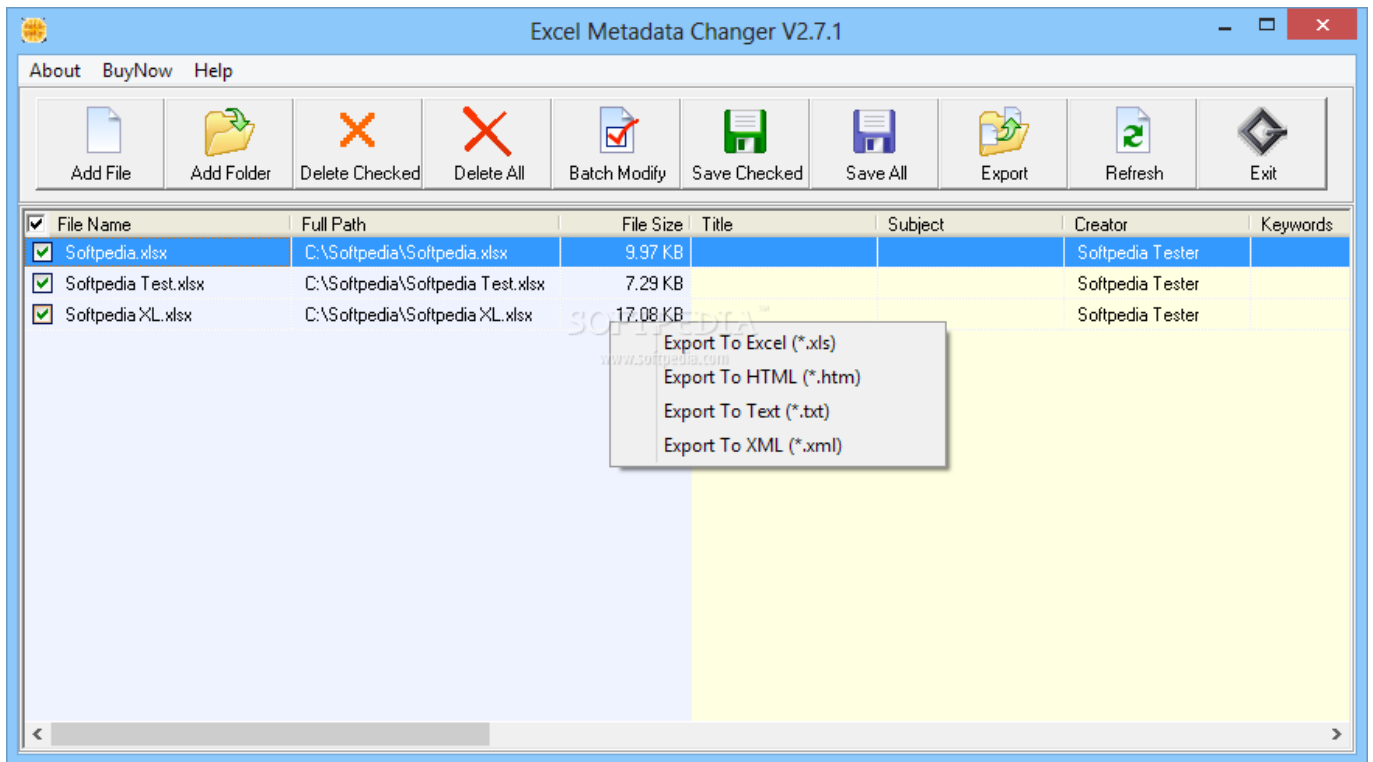 Excel Metadata Changer V2.7.1
About BuyNow Help
Add File Add Folder Delete Checked Delete All Batch Modify Save Checked Save All Export Refresh Exit
File Name Full Path File Size Title Subject Creator Keywords
Softpedia.xlsx C:\Softpedia\Softpedia.xlsx 9.97 KB Softpedia Tester
Softpedia Test.xlsx C:\Softpedia\Softpedia Test.xlsx 7.29 KB Softpedia Tester
Softpedia XL.xlsx C:\Softpedia\Softpedia XL.xlsx 17.08 KB Softpedia Tester
SOFTPEDIA™
www.softpedia.com
Export To Excel (*.xls)
Export To HTML (*.htm)
Export To Text (*.txt)
Export To XML (*.xml)